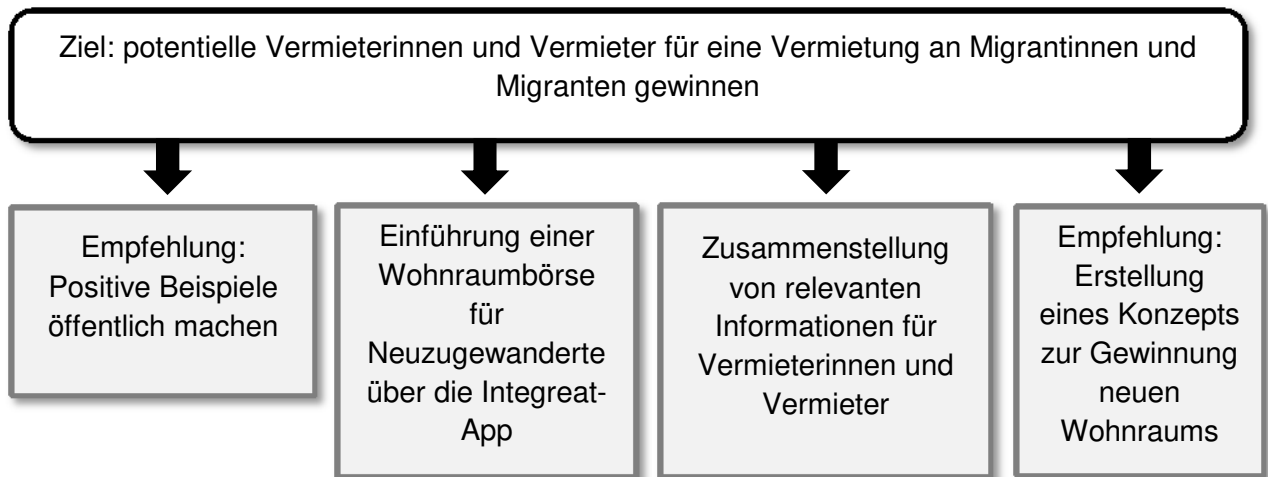 Ziel: potentielle Vermieterinnen und Vermieter für eine Vermietung an Migrantinnen und
Migranten gewinnen
Empfehlung:
Positive Beispiele
öffentlich machen
Einführung einer
Wohnraumbörse
für
Neuzugewanderte
über die Integreat-
App
Zusammenstellung
von relevanten
Informationen für
Vermieterinnen und
Vermieter
Empfehlung:
Erstellung
eines Konzepts
zur Gewinnung
neuen
Wohnraums